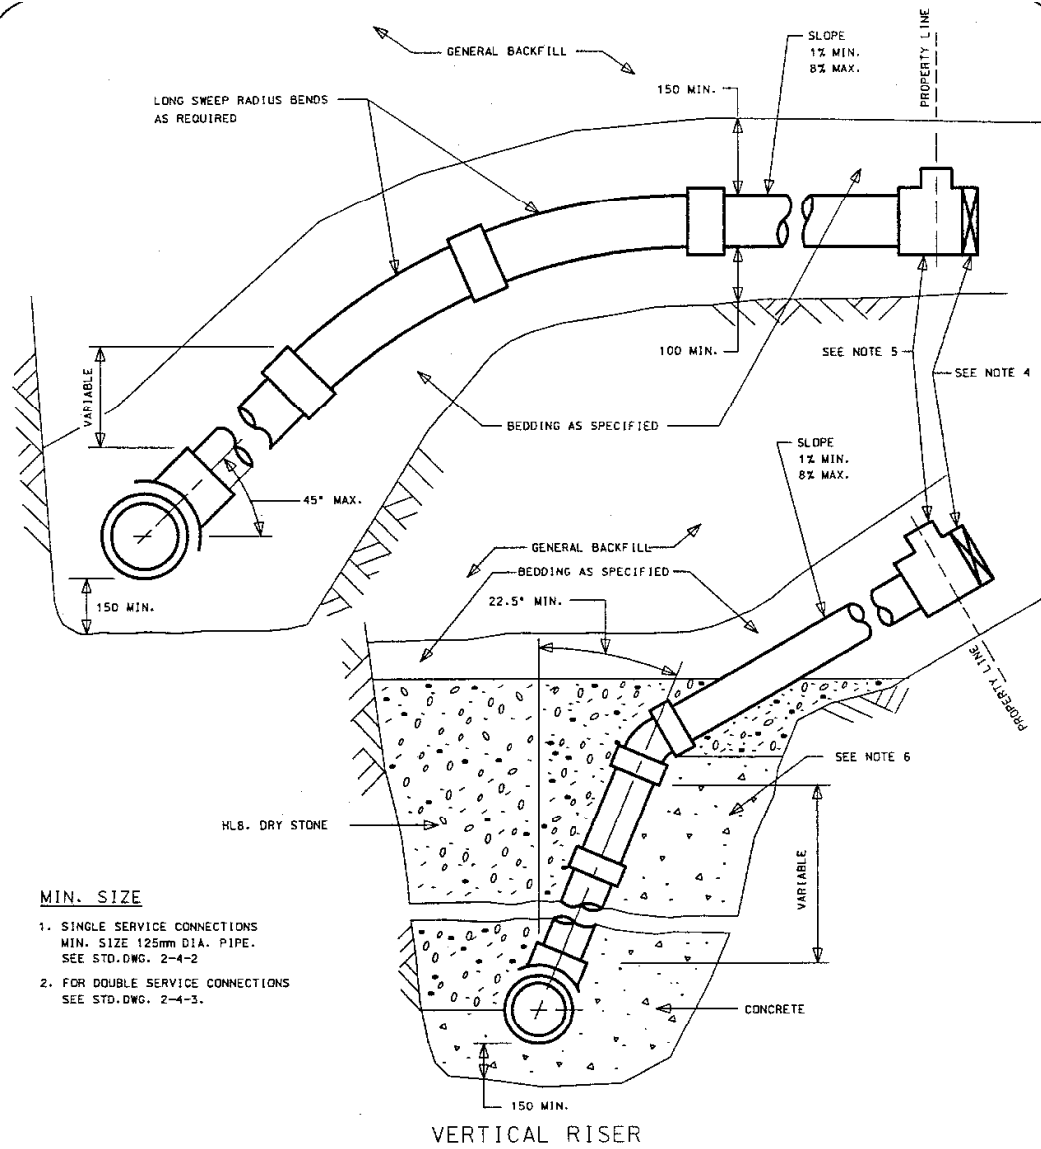 SLOPE
1% MIN.
8% MAX.
PROPERTY LINE
GENERAL BACKFILL
150 MIN.
LONG SWEEP RADIUS BENDS
AS REQUIRED
100 MIN.
SEE NOTE 5
SEE NOTE 4
VARIABLE
BEDDING AS SPECIFIED
SLOPE
1% MIN.
8% MAX.
45° MAX.
GENERAL BACKFILL
BEDDING AS SPECIFIED
22.5° MIN.
150 MIN.
PROPERTY LINE
SEE NOTE 6
HL8. DRY STONE
VARIABLE
MIN. SIZE
1. SINGLE SERVICE CONNECTIONS
MIN. SIZE 125mm DIA. PIPE.
SEE STD.DWG. 2-4-2
2. FOR DOUBLE SERVICE CONNECTIONS
SEE STD.DWG. 2-4-3.
CONCRETE
150 MIN.
VERTICAL RISER